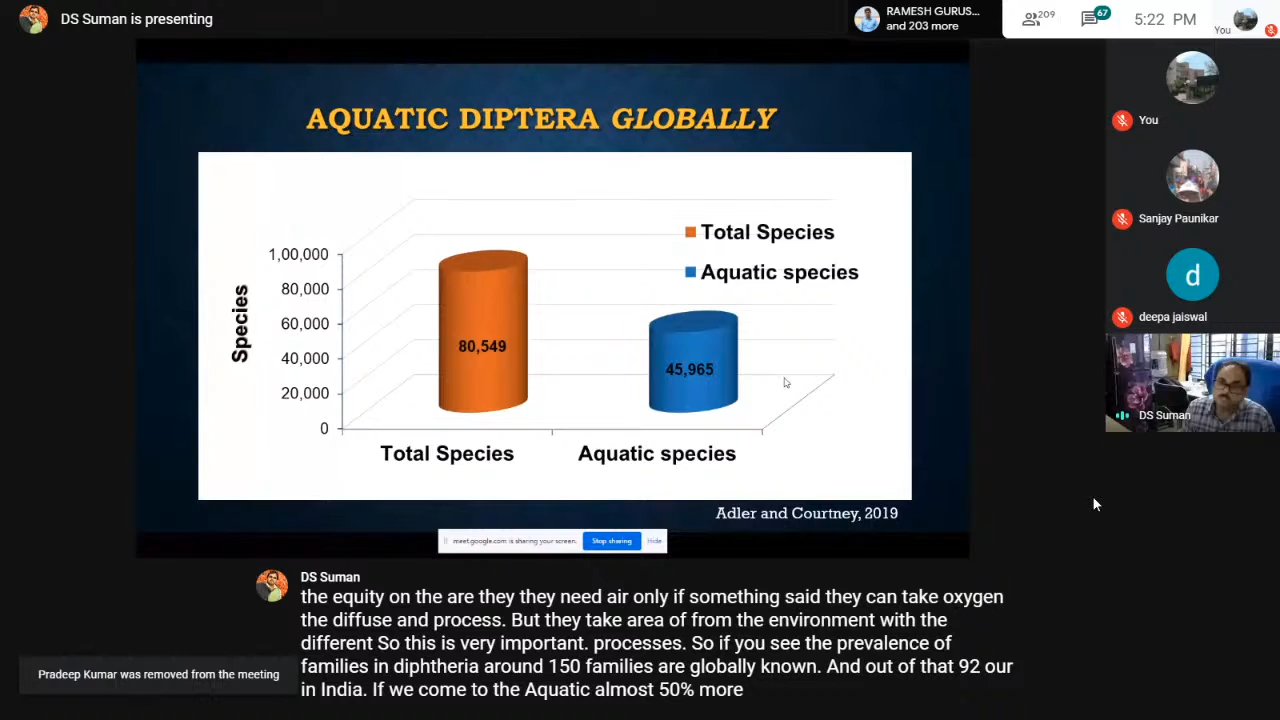 DS Suman is presenting
RAMESH GURUS...
and 203 more
209
67
5:22 PM
You
AQUATIC DIPTERA GLOBALLY
Total Species
Aquatic species
Species
1,00,000
80,000
60,000
40,000
20,000
0
80,549
45,965
Total Species
Aquatic species
Adler and Courtney, 2019
meet.google.com is sharing your screen.
Stop sharing
Hide
You
Sanjay Paunikar
d
deepa jaiswal
DS Suman
DS Suman
the equity on the are they they need air only if something said they can take oxygen
the diffuse and process. But they take area of from the environment with the
different So this is very important. processes. So if you see the prevalence of
families in diphtheria around 150 families are globally known. And out of that 92 our
in India. If we come to the Aquatic almost 50% more
Pradeep Kumar was removed from the meeting